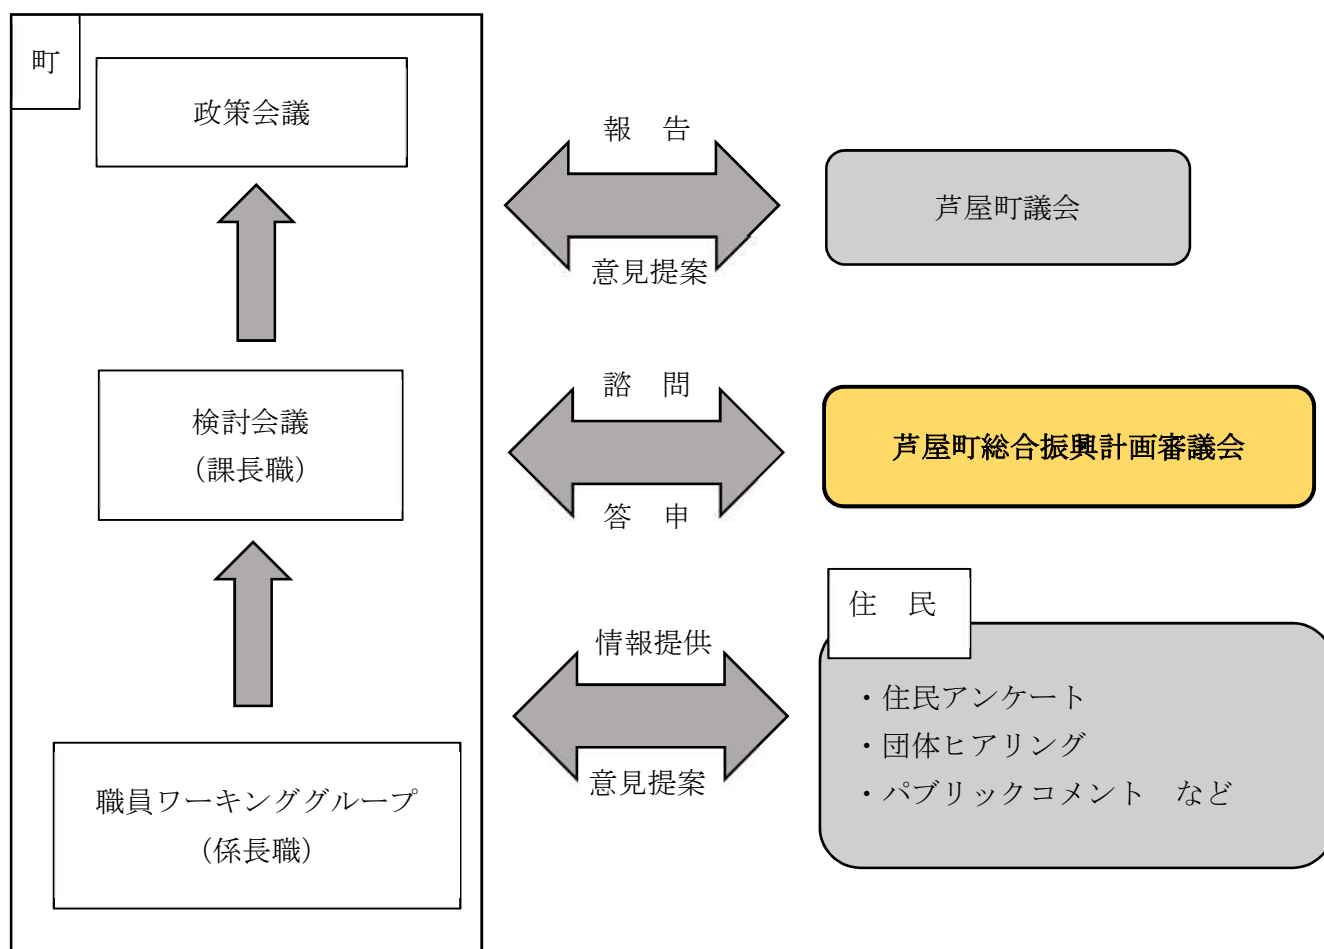 町
政策会議
検討会議
(課長職)
職員ワーキンググループ
(係長職)
報　告
意見提案
芦屋町議会
諮　問
答　申
芦屋町総合振興計画審議会
情報提供
意見提案
住　民
・住民アンケート
・団体ヒアリング
・パブリックコメント　など